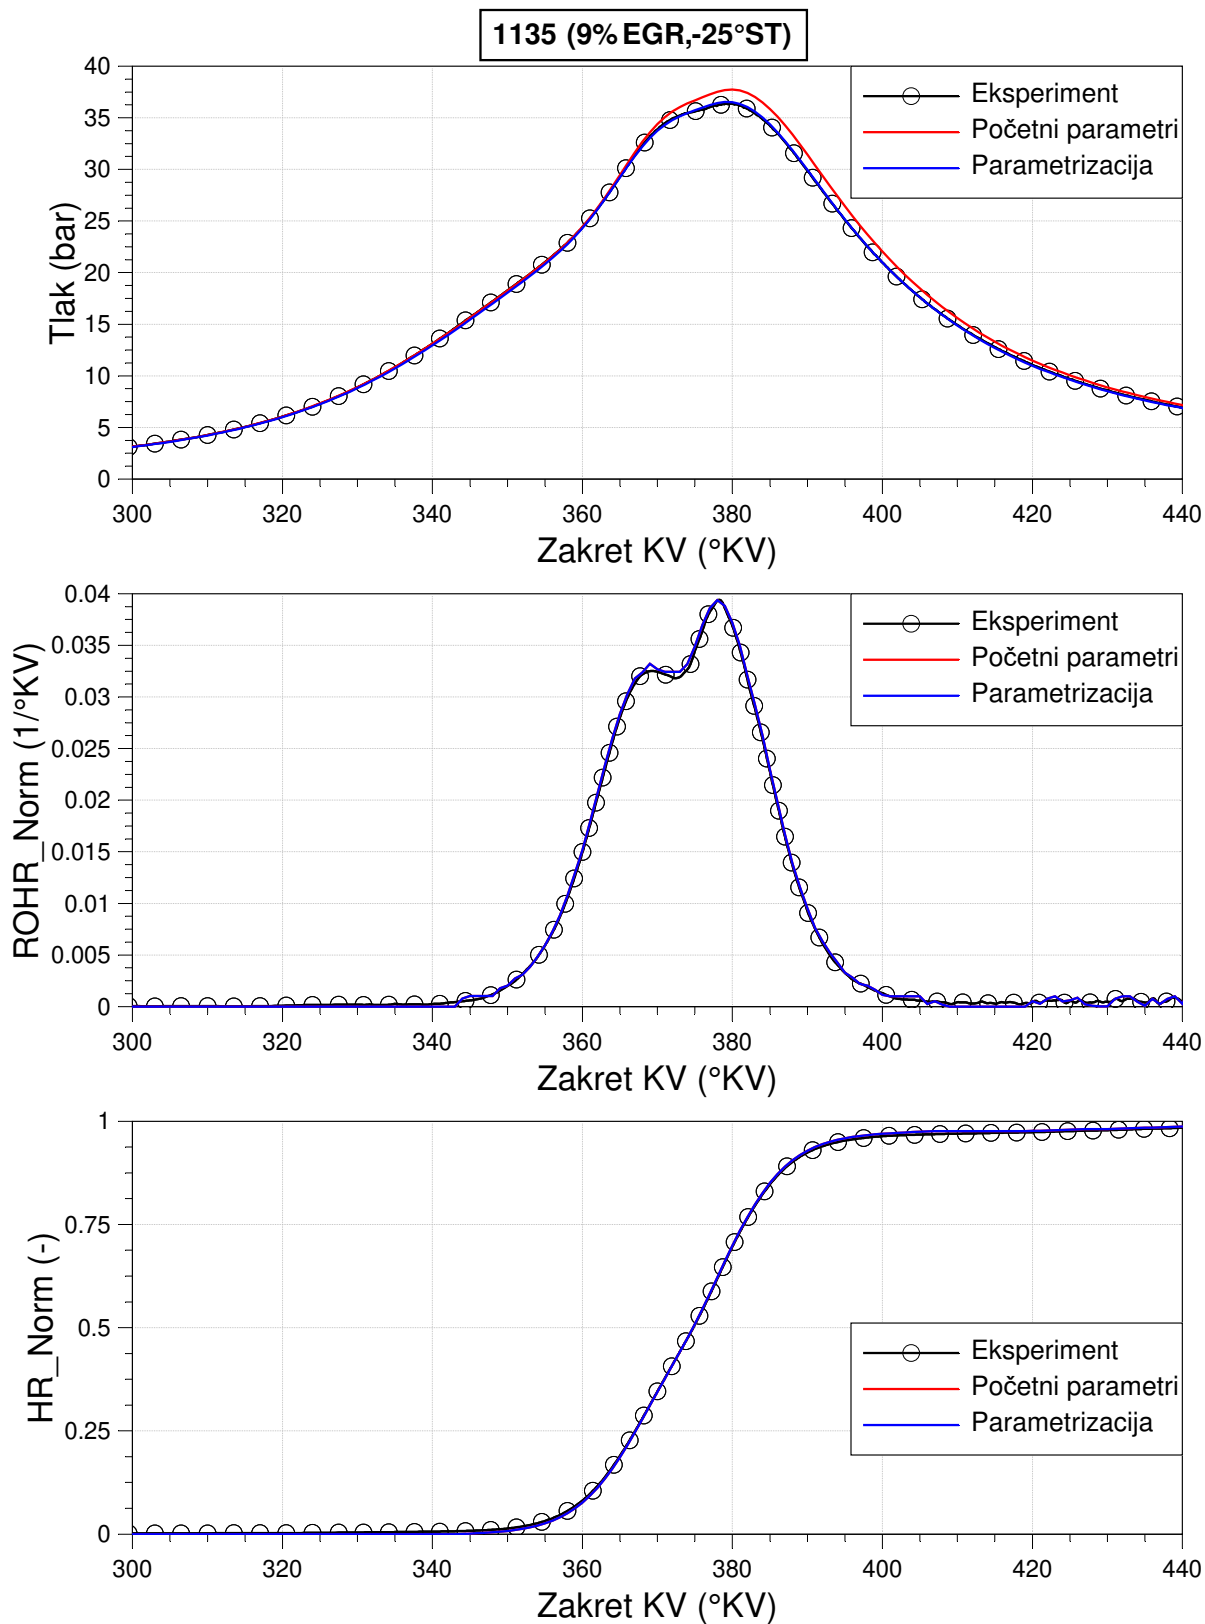 1135 (9% EGR,-25°ST)
40
35
30
25
20
15
10
5
0
Tlak (bar)
Eksperiment
Početni parametri
Parametrizacija
300 320 340 360 380 400 420 440
Zakret KV (°KV)
0.04
0.035
0.03
0.025
0.02
0.015
0.01
0.005
0
ROHR_Norm (1/°KV)
Eksperiment
Početni parametri
Parametrizacija
300 320 340 360 380 400 420 440
Zakret KV (°KV)
1
0.75
0.5
0.25
0
HR_Norm (-)
Eksperiment
Početni parametri
Parametrizacija
300 320 340 360 380 400 420 440
Zakret KV (°KV)